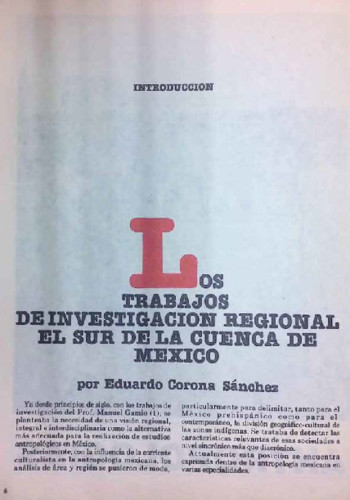 INTRODUCCION
LOS
TRABAJOS
DE INVESTIGACION REGIONAL
EL SUR DE LA CUENCA DE
MEXICO
por Eduardo Corona Sánchez
Ya desde principios de siglo, con los trabajos de
investigación del Prof. Manuel Gamio (1), se
planteaba la necesidad de una visión regional,
integral e interdisciplinaria como la alternativa
más adecuada para la realización de estudios
antropológicos en México.
Posteriormente, con la influencia de la corriente
culturalista en la antropología mexicana, los
análisis de área y región se pusieron de moda,
particularmente para delimitar, tanto para el
México prehispánico como para el
contemporáneo, la división geográfico-cultural de
las zonas indígenas. Se trataba de detectar las
características relevantes de esas sociedades a
nivel sincrónico más que diacrónico.
Actualmente esta posición se encuentra
expresada dentro de la antropología mexicana en
varias especialidades.
6